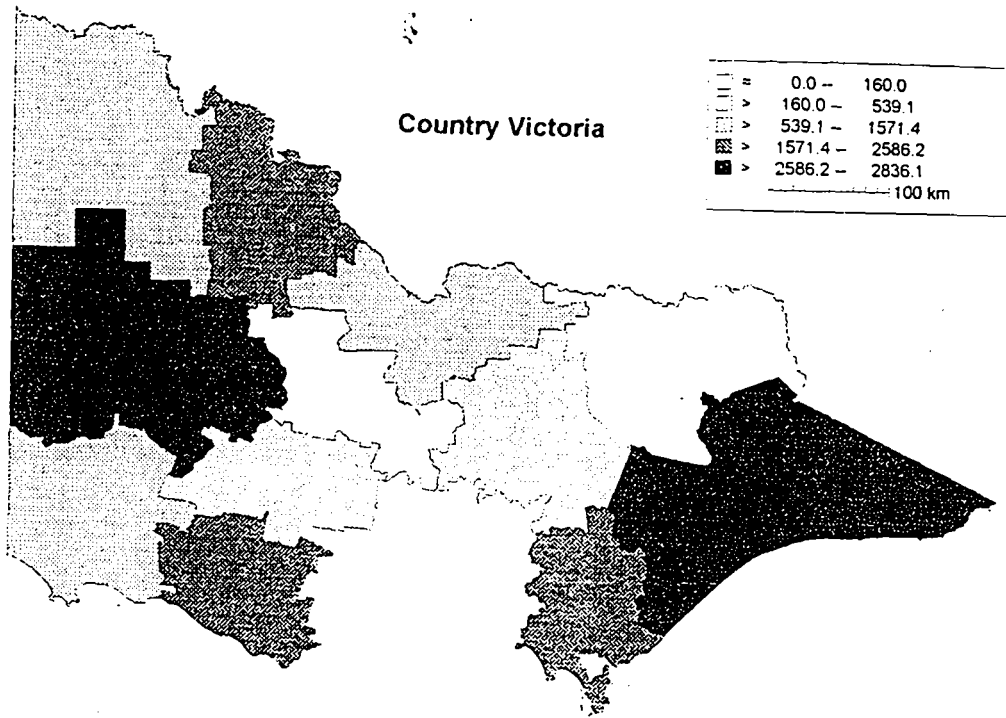 Country Victoria
= 0.0 – 160.0
> 160.0 – 539.1
> 539.1 – 1571.4
> 1571.4 – 2586.2
> 2586.2 – 2836.1
100 km